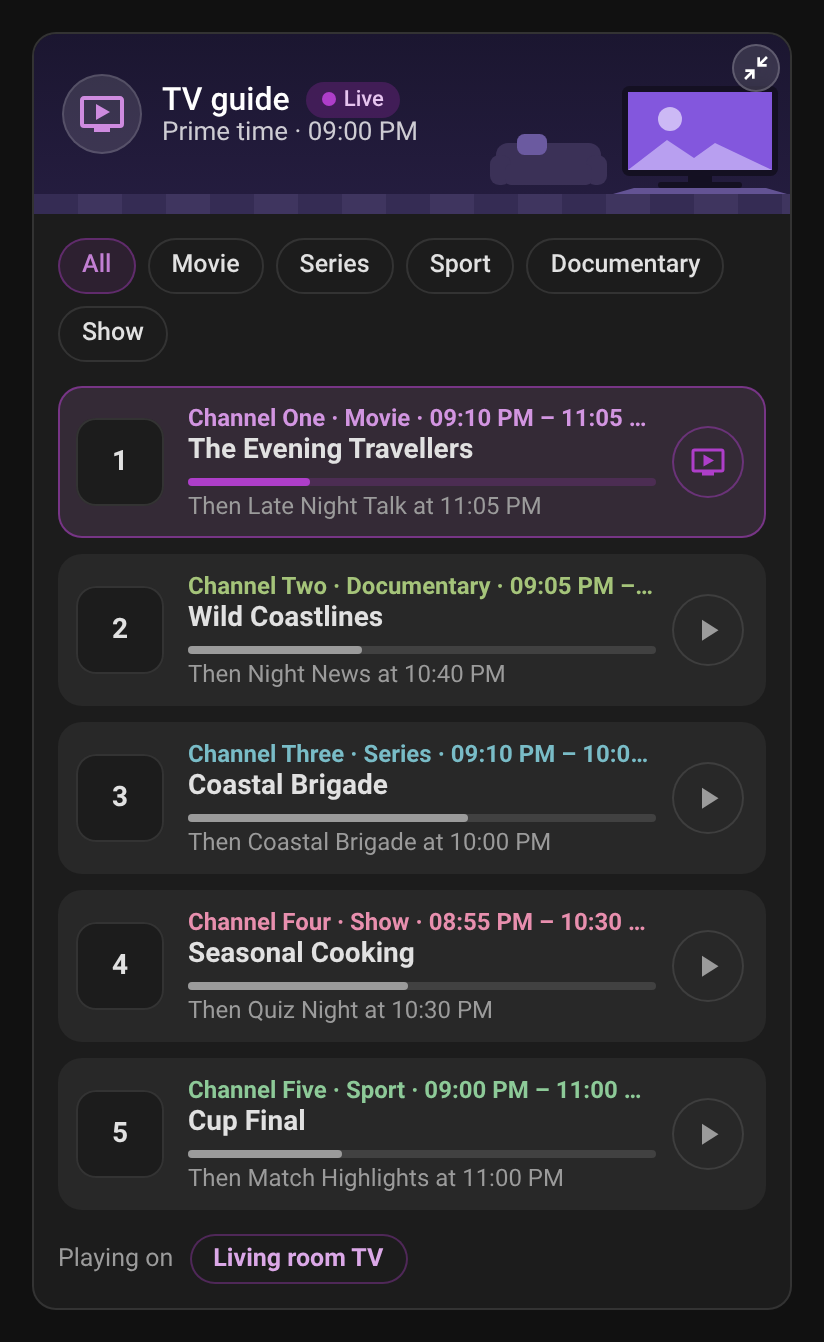 TV guide
Live
Prime time · 09:00 PM
All
Movie
Series
Sport
Documentary
Show
1
Channel One · Movie · 09:10 PM – 11:05 ...
The Evening Travellers
Then Late Night Talk at 11:05 PM
2
Channel Two · Documentary · 09:05 PM –...
Wild Coastlines
Then Night News at 10:40 PM
3
Channel Three · Series · 09:10 PM – 10:0...
Coastal Brigade
Then Coastal Brigade at 10:00 PM
4
Channel Four · Show · 08:55 PM – 10:30 ...
Seasonal Cooking
Then Quiz Night at 10:30 PM
5
Channel Five · Sport · 09:00 PM – 11:00 ...
Cup Final
Then Match Highlights at 11:00 PM
Playing on
Living room TV